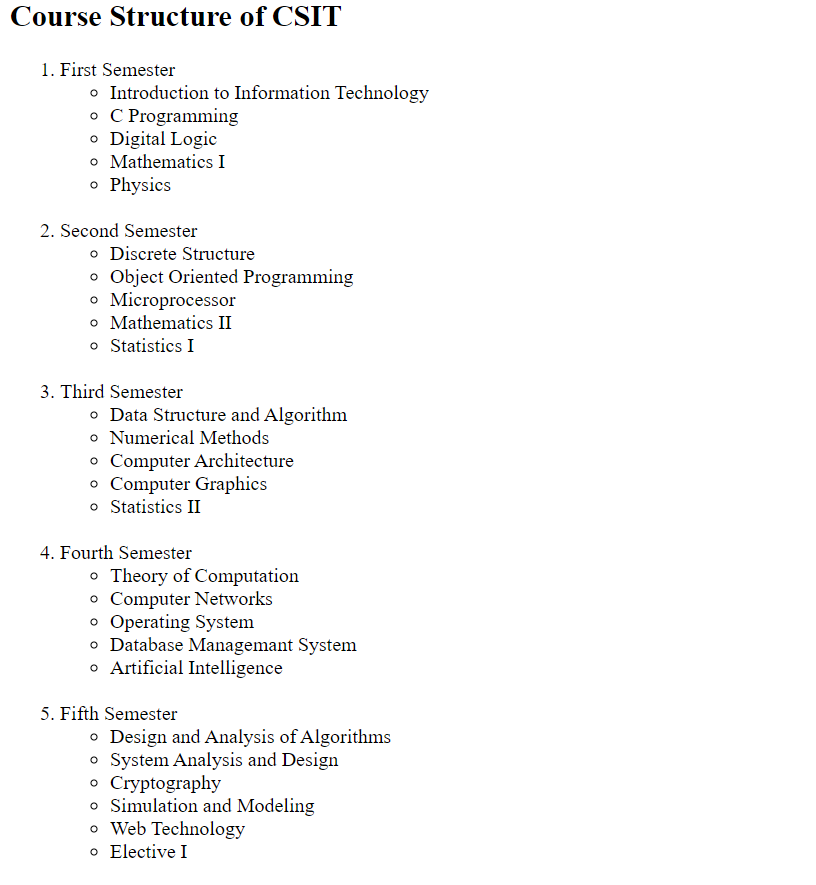 Course Structure of CSIT
1. First Semester
Introduction to Information Technology
C Programming
Digital Logic
Mathematics I
Physics
2. Second Semester
Discrete Structure
Object Oriented Programming
Microprocessor
Mathematics II
Statistics I
3. Third Semester
Data Structure and Algorithm
Numerical Methods
Computer Architecture
Computer Graphics
Statistics II
4. Fourth Semester
Theory of Computation
Computer Networks
Operating System
Database Managemant System
Artificial Intelligence
5. Fifth Semester
Design and Analysis of Algorithms
System Analysis and Design
Cryptography
Simulation and Modeling
Web Technology
Elective I